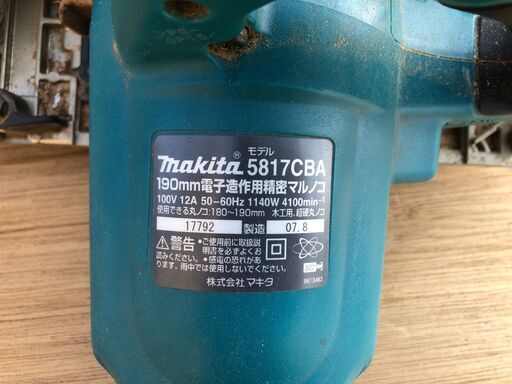 モデル
makita® 5817CBA
190mm電子造作用精密マルノコ
100V 12A 50-60Hz 1140W 4100min⁻¹
使用できる丸ノコ:180~190mm 木工用,超硬丸ノコ
17792 製造 07.8
⚠警告 •ご使用前に取扱説明書を必ずよくお読みください。
•感電の恐れがあります。雨中では使用しないでください。
株式会社マキタ